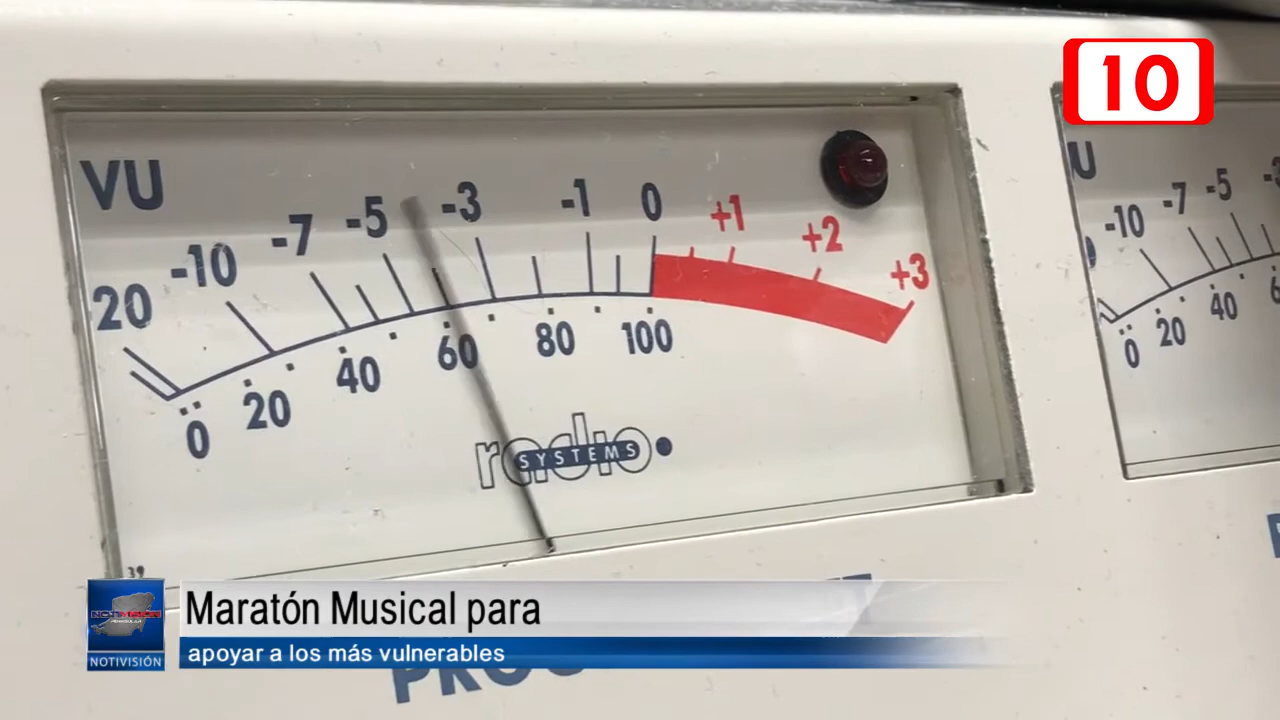 10
VU
20 -10 -7 -5 -3 -1 0 +1 +2 +3
0 20 40 60 80 100
radio
SYSTEMS
-10 -7 -5
0 20 40
39
Maratón Musical para
apoyar a los más vulnerables
NOTIVISIÓN